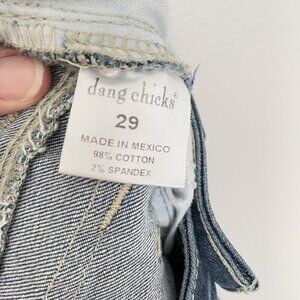 dang chicks®
29
MADE IN MEXICO
98% COTTON
2% SPANDEX